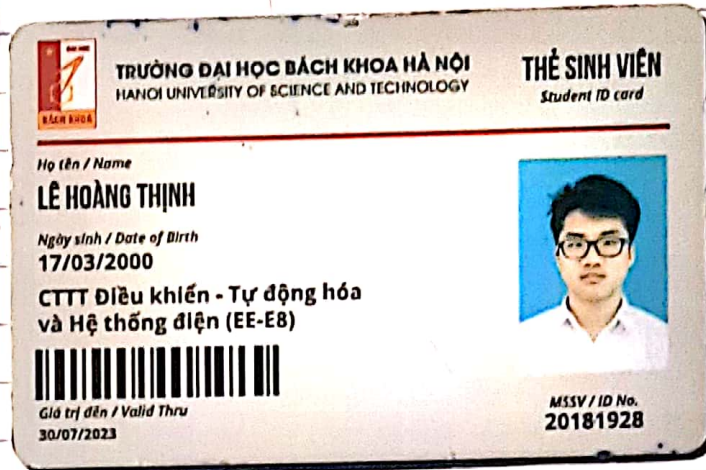 TRƯỜNG ĐẠI HỌC BÁCH KHOA HÀ NỘI
HANOI UNIVERSITY OF SCIENCE AND TECHNOLOGY
THẺ SINH VIÊN
Student ID card
BÁCH KHOA
Họ tên / Name
LÊ HOÀNG THỊNH
Ngày sinh / Date of Birth
17/03/2000
CTTT Điều khiển - Tự động hóa
và Hệ thống điện (EE-E8)
Giá trị đến / Valid Thru
30/07/2023
MSSV / ID No.
20181928